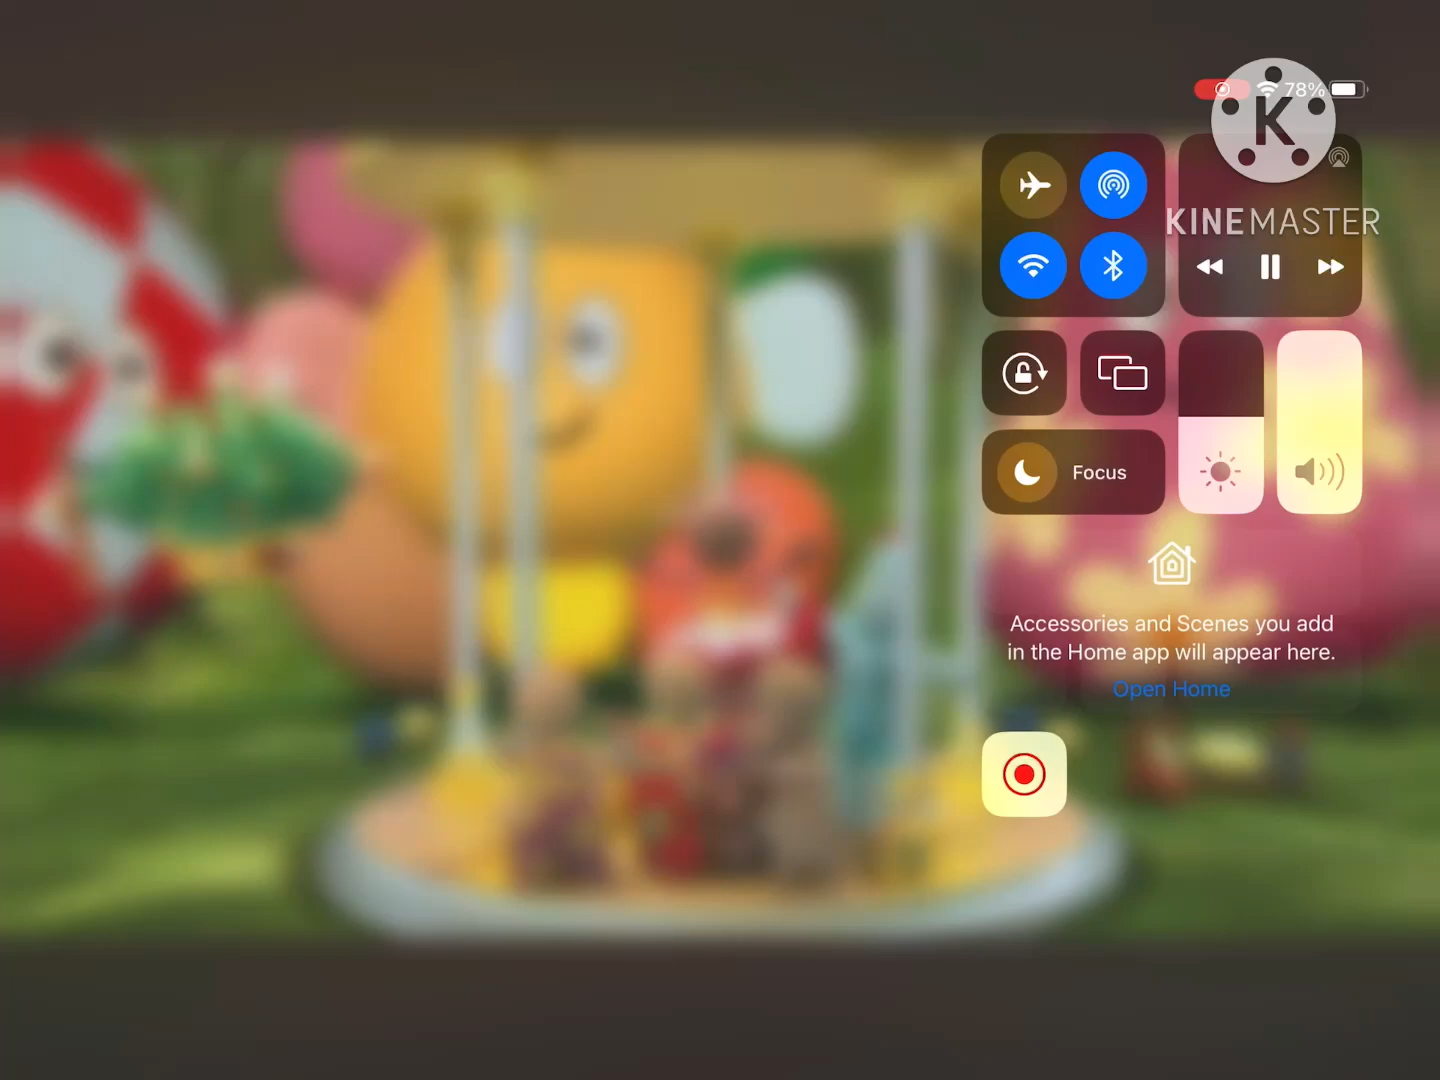 78%
K
KINEMASTER
Focus
Accessories and Scenes you add
in the Home app will appear here.
Open Home